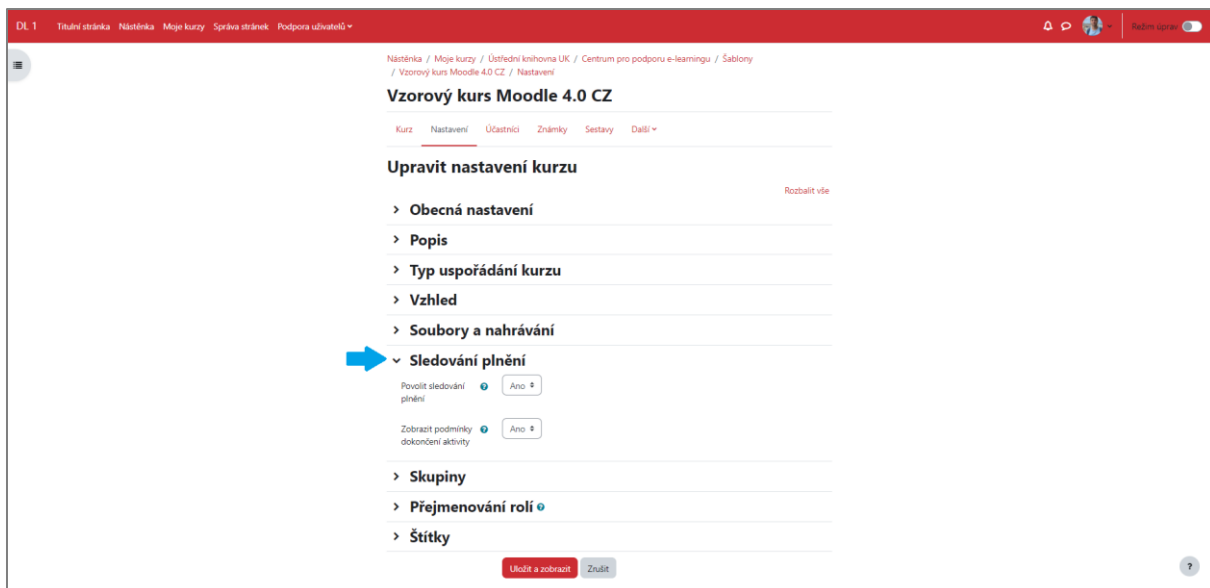 DL 1 Titulní stránka Nástěnka Moje kurzy Správa stránek Podpora uživatelů Režim úprav
Nástěnka / Moje kurzy / Ústřední knihovna UK / Centrum pro podporu e-learningu / Šablony
/ Vzorový kurs Moodle 4.0 CZ / Nastavení
Vzorový kurs Moodle 4.0 CZ
Kurz Nastavení Účastníci Známky Sestavy Další
Upravit nastavení kurzu
Rozbalit vše
Obecná nastavení
Popis
Typ uspořádání kurzu
Vzhled
Soubory a nahrávání
Sledování plnění
Povolit sledování ? Ano
plnění
Zobrazit podmínky ? Ano
dokončení aktivity
Skupiny
Přejmenování rolí ?
Štítky
Uložit a zobrazit Zrušit
?